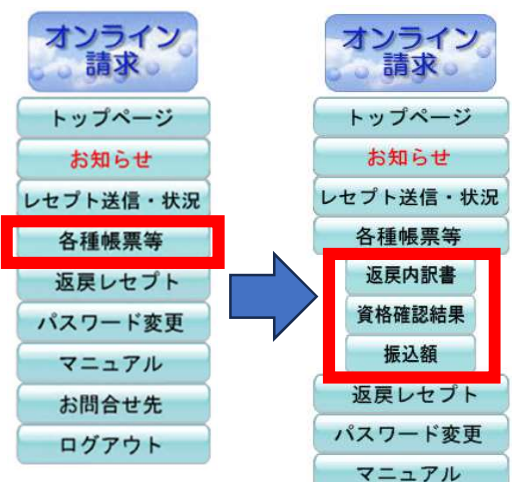 オンライン
請求
トップページ
お知らせ
レセプト送信・状況
各種帳票等
返戻レセプト
パスワード変更
マニュアル
お問合せ先
ログアウト
オンライン
請求
トップページ
お知らせ
レセプト送信・状況
各種帳票等
返戻内訳書
資格確認結果
振込額
返戻レセプト
パスワード変更
マニュアル